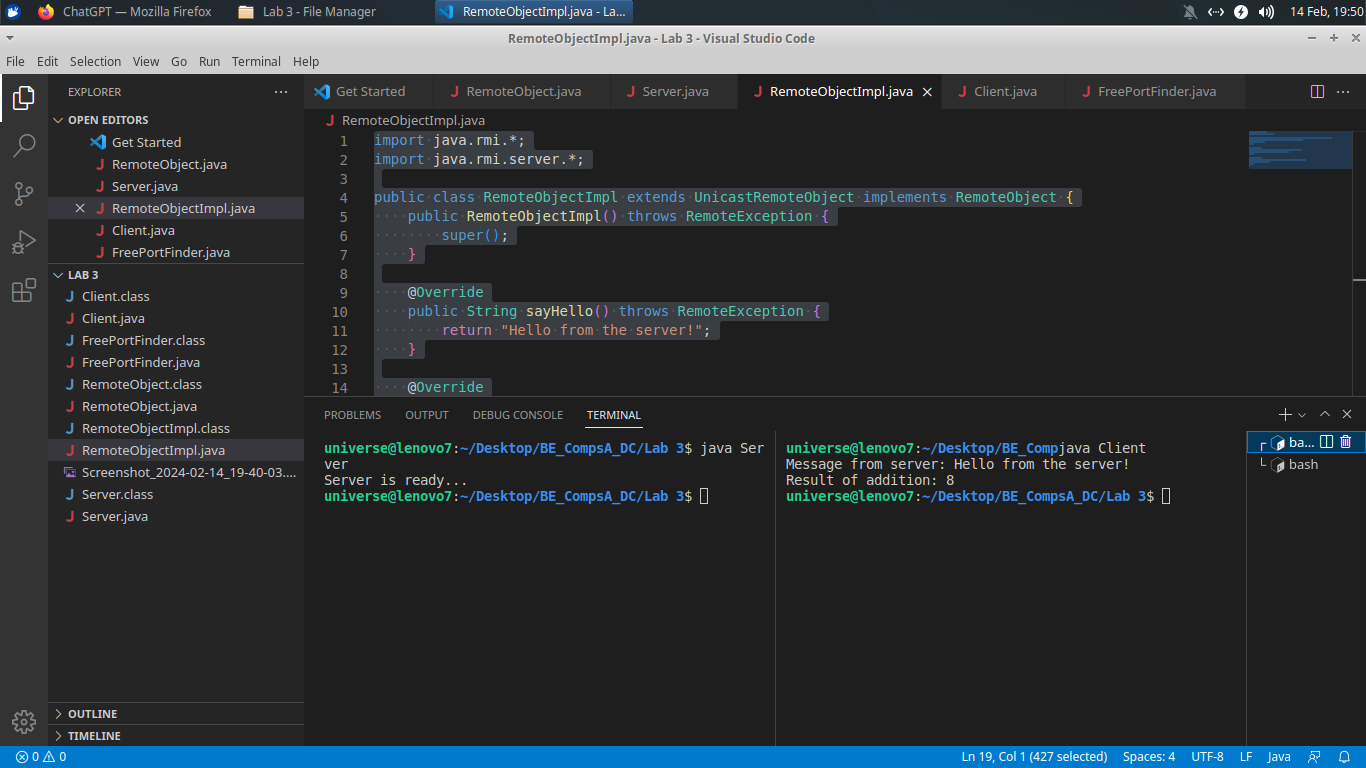 ChatGPT — Mozilla Firefox
Lab 3 - File Manager
RemoteObjectImpl.java - La...
14 Feb, 19:50
RemoteObjectImpl.java - Lab 3 - Visual Studio Code
File Edit Selection View Go Run Terminal Help
EXPLORER
OPEN EDITORS
Get Started
RemoteObject.java
Server.java
RemoteObjectImpl.java
Client.java
FreePortFinder.java
LAB 3
Client.class
Client.java
FreePortFinder.class
FreePortFinder.java
RemoteObject.class
RemoteObject.java
RemoteObjectImpl.class
RemoteObjectImpl.java
Screenshot_2024-02-14_19-40-03....
Server.class
Server.java
OUTLINE
TIMELINE
Get Started RemoteObject.java Server.java RemoteObjectImpl.java Client.java FreePortFinder.java
RemoteObjectImpl.java
1 import java.rmi.*;
2 import java.rmi.server.*;
3
4 public class RemoteObjectImpl extends UnicastRemoteObject implements RemoteObject {
5 public RemoteObjectImpl() throws RemoteException {
6 super();
7 }
8
9 @Override
10 public String sayHello() throws RemoteException {
11 return "Hello from the server!";
12 }
13
14 @Override
PROBLEMS OUTPUT DEBUG CONSOLE TERMINAL
universe@lenovo7:~/Desktop/BE_CompsA_DC/Lab 3$ java Ser
ver
Server is ready...
universe@lenovo7:~/Desktop/BE_CompsA_DC/Lab 3$
universe@lenovo7:~/Desktop/BE_Compjava Client
Message from server: Hello from the server!
Result of addition: 8
universe@lenovo7:~/Desktop/BE_CompsA_DC/Lab 3$
ba...
bash
0 0
Ln 19, Col 1 (427 selected) Spaces: 4 UTF-8 LF Java